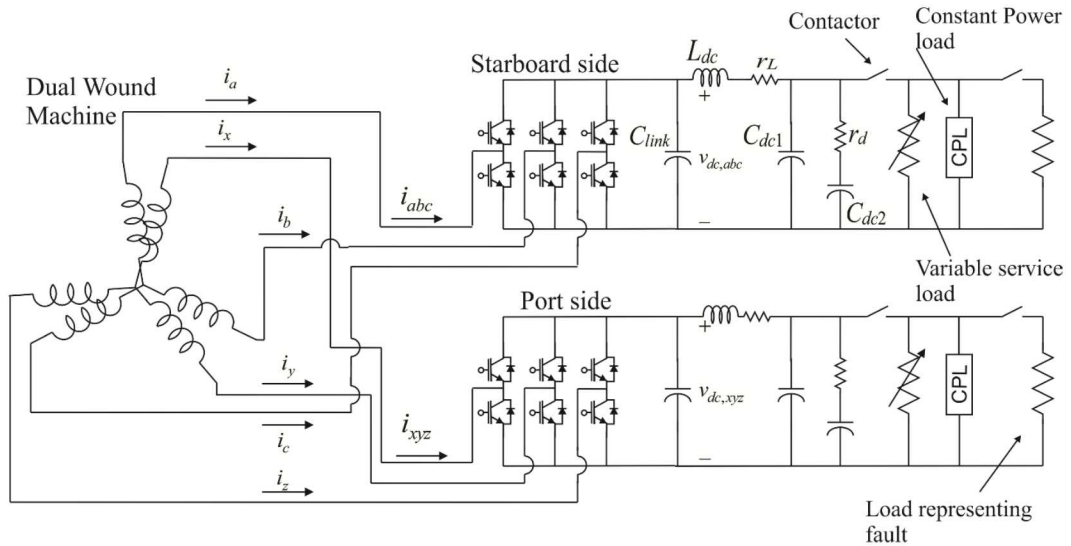 Dual Wound
Machine
i_a
i_x
i_abc
i_b
i_y
i_c
i_z
i_xyz
Starboard side
C_link
v_dc,abc
+
−
L_dc
r_L
C_dc1
r_d
C_dc2
Contactor
Constant Power
load
CPL
Variable service
load
Port side
+
v_dc,xyz
−
CPL
Load representing
fault